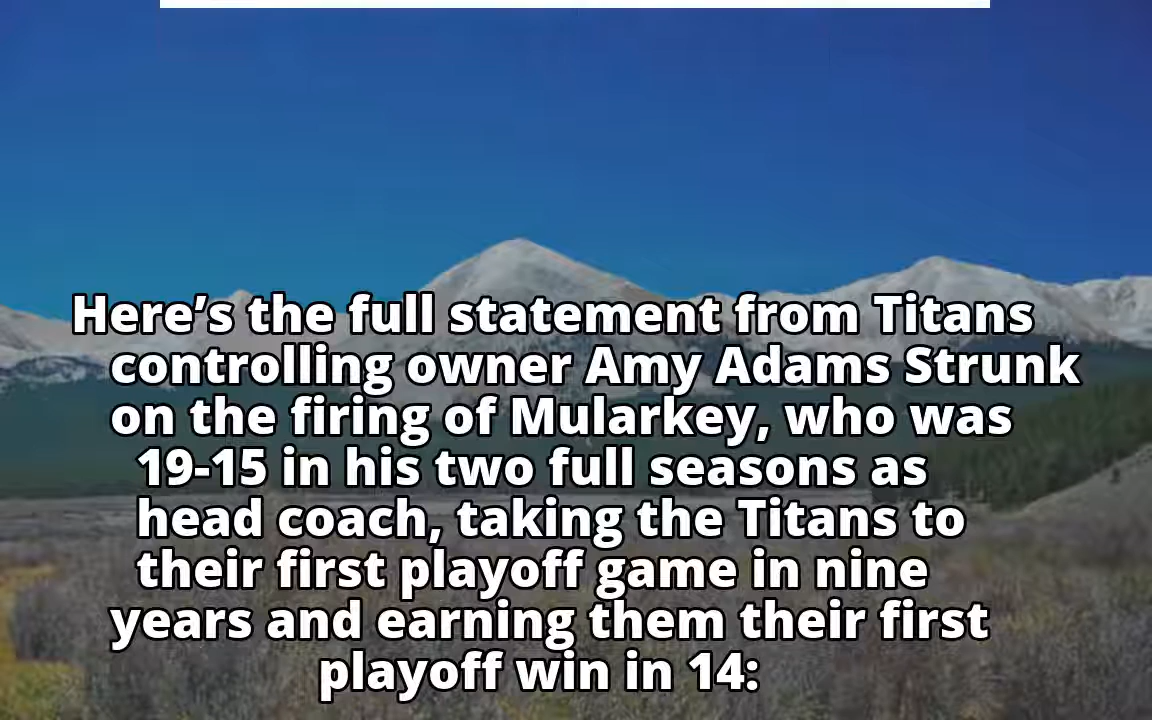 Here’s the full statement from Titans
controlling owner Amy Adams Strunk
on the firing of Mularkey, who was
19-15 in his two full seasons as
head coach, taking the Titans to
their first playoff game in nine
years and earning them their first
playoff win in 14: